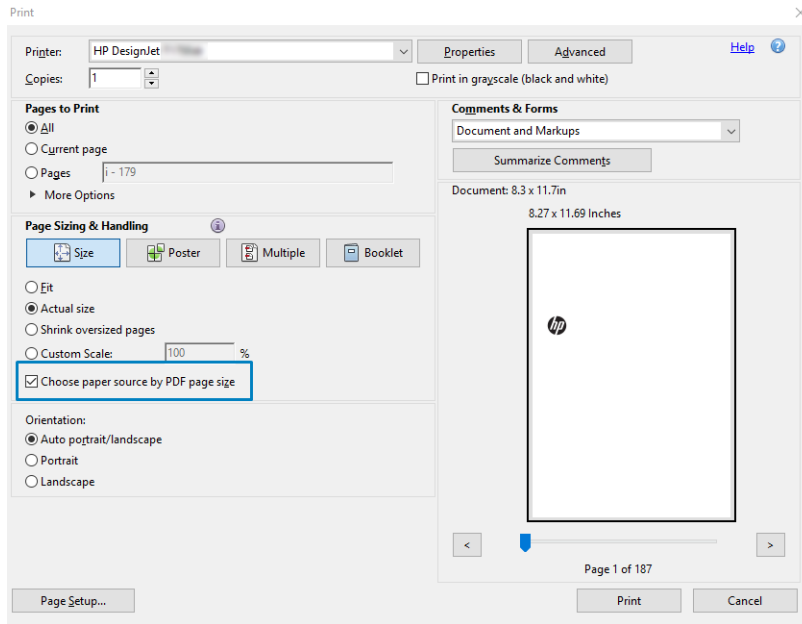 Print
Printer: HP DesignJet Properties Advanced Help ?
Copies: 1 Print in grayscale (black and white)
Pages to Print
All
Current page
Pages i - 179
More Options
Page Sizing & Handling i
Size Poster Multiple Booklet
Fit
Actual size
Shrink oversized pages
Custom Scale: 100 %
Choose paper source by PDF page size
Orientation:
Auto portrait/landscape
Portrait
Landscape
Comments & Forms
Document and Markups
Summarize Comments
Document: 8.3 x 11.7in
8.27 x 11.69 Inches
hp
< >
Page 1 of 187
Page Setup... Print Cancel